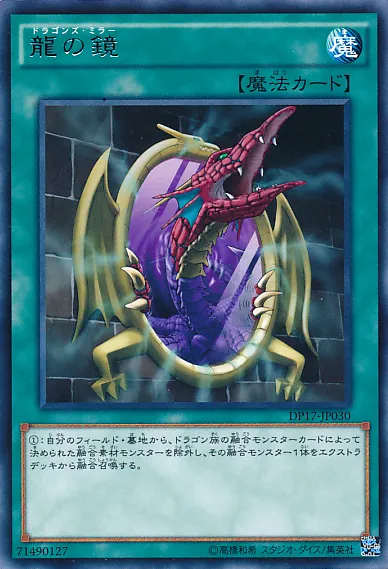 ドラゴンズ・ミラー
龍の鏡
魔
まほう
【魔法カード】
DP17-JP030
①:自分のフィールド・墓地から、ドラゴン族の融合モンスターカードによって
決められた融合素材モンスターを除外し、その融合モンスター1体をエクストラ
デッキから融合召喚する。
71490127
©高橋和希 スタジオ・ダイス/集英社